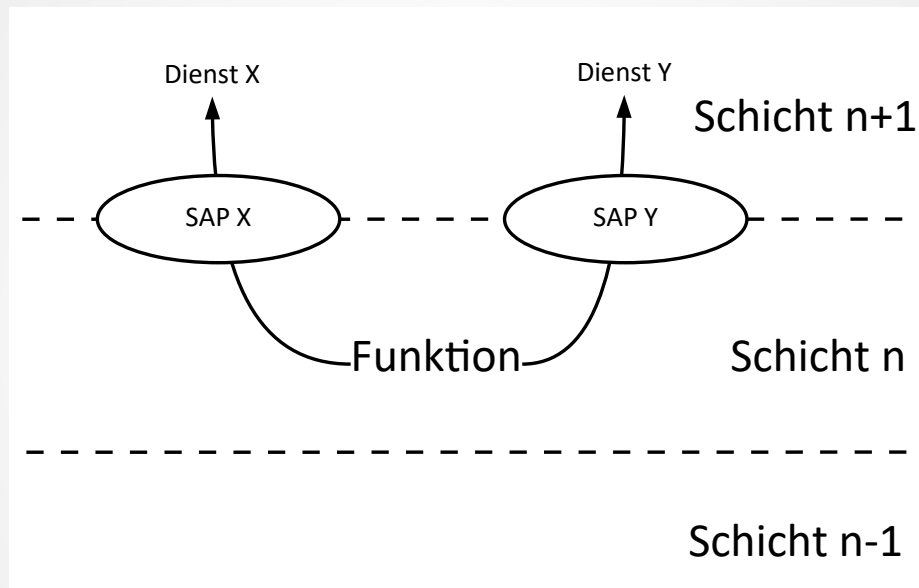 Dienst X
Dienst Y
Schicht n+1
SAP X
SAP Y
Funktion
Schicht n
Schicht n-1